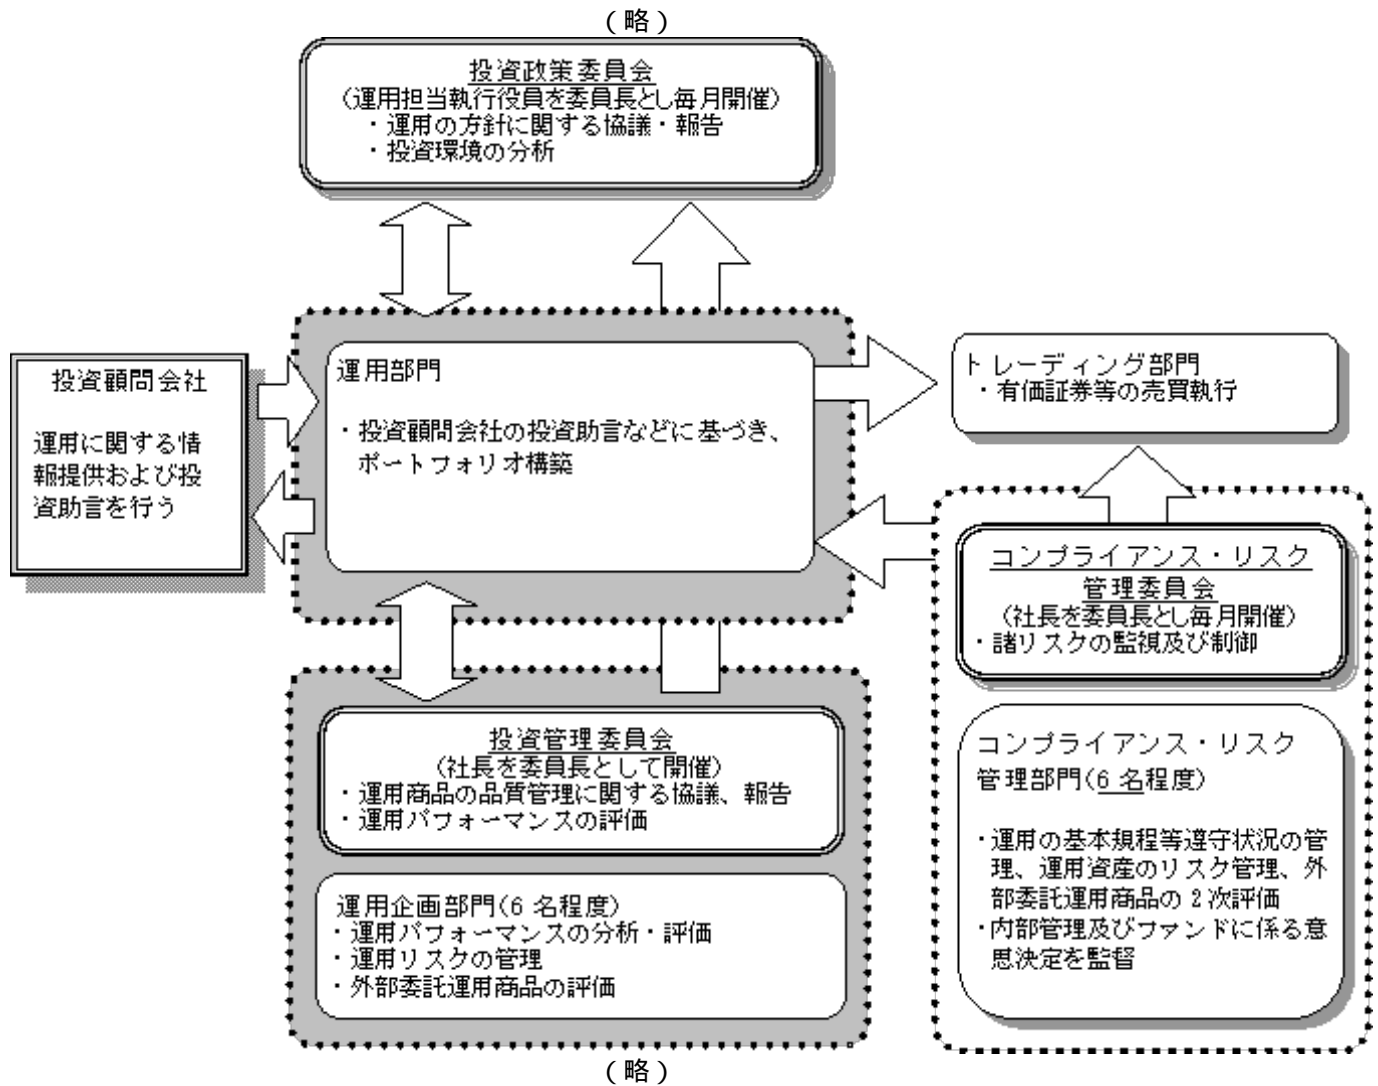 (略)
投資政策委員会
(運用担当執行役員を委員長とし毎月開催)
・運用の方針に関する協議・報告
・投資環境の分析
投資顧問会社
運用に関する情
報提供および投
資助言を行う
運用部門
・投資顧問会社の投資助言などに基づき、
ポートフォリオ構築
トレーディング部門
・有価証券等の売買執行
コンプライアンス・リスク
管理委員会
(社長を委員長とし毎月開催)
・諸リスクの監視及び制御
投資管理委員会
(社長を委員長として開催)
・運用商品の品質管理に関する協議、報告
・運用パフォーマンスの評価
運用企画部門(6名程度)
・運用パフォーマンスの分析・評価
・運用リスクの管理
・外部委託運用商品の評価
コンプライアンス・リスク
管理部門(6名程度)
・運用の基本規程等遵守状況の管
理、運用資産のリスク管理、外
部委託運用商品の2次評価
・内部管理及びファンドに係る意
思決定を監督
(略)